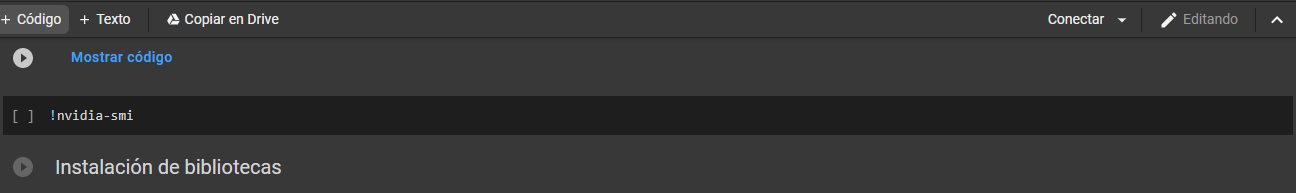 + Código + Texto Copiar en Drive Conectar Editando
Mostrar código
[ ] !nvidia-smi
Instalación de bibliotecas